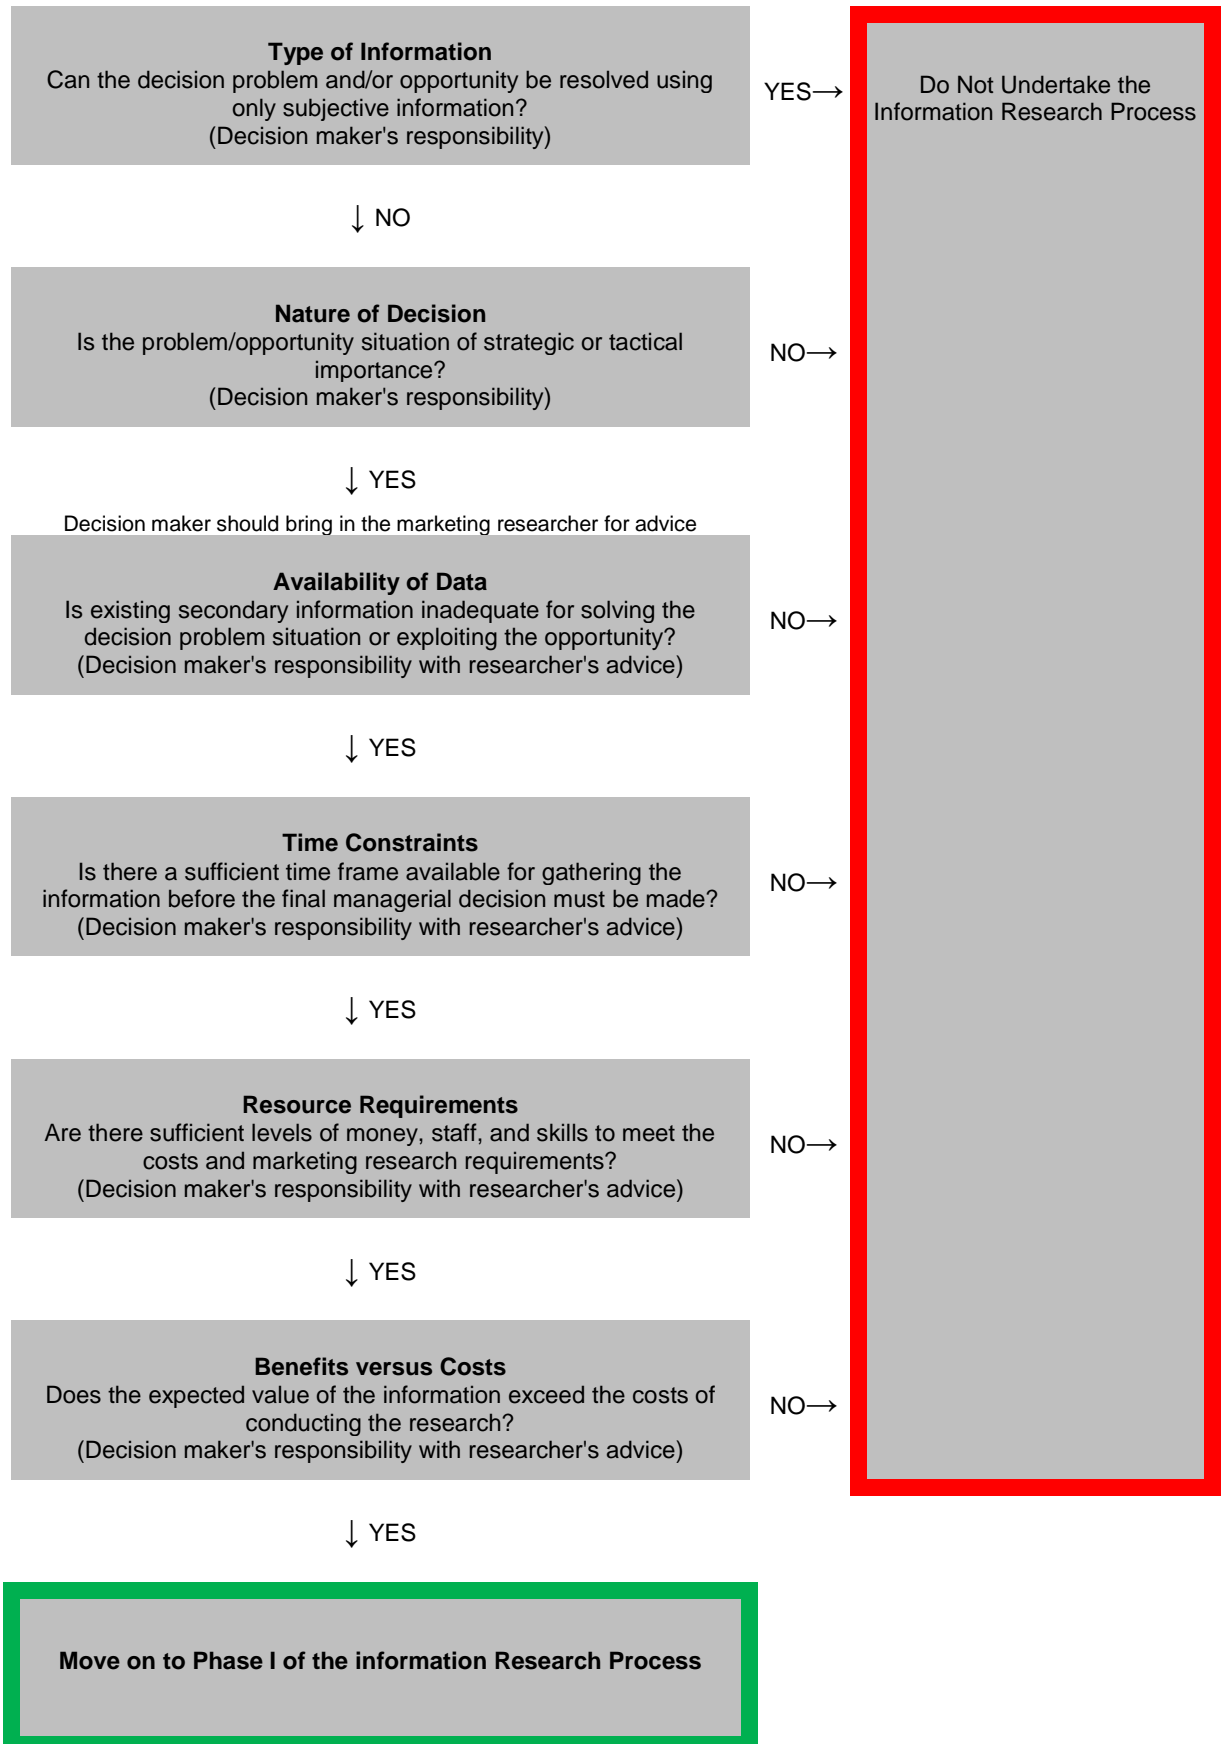 Type of Information
Can the decision problem and/or opportunity be resolved using
only subjective information?
(Decision maker's responsibility)
YES→
Do Not Undertake the
Information Research Process
↓ NO
Nature of Decision
Is the problem/opportunity situation of strategic or tactical
importance?
(Decision maker's responsibility)
NO→
↓ YES
Decision maker should bring in the marketing researcher for advice
Availability of Data
Is existing secondary information inadequate for solving the
decision problem situation or exploiting the opportunity?
(Decision maker's responsibility with researcher's advice)
NO→
↓ YES
Time Constraints
Is there a sufficient time frame available for gathering the
information before the final managerial decision must be made?
(Decision maker's responsibility with researcher's advice)
NO→
↓ YES
Resource Requirements
Are there sufficient levels of money, staff, and skills to meet the
costs and marketing research requirements?
(Decision maker's responsibility with researcher's advice)
NO→
↓ YES
Benefits versus Costs
Does the expected value of the information exceed the costs of
conducting the research?
(Decision maker's responsibility with researcher's advice)
NO→
↓ YES
Move on to Phase I of the information Research Process